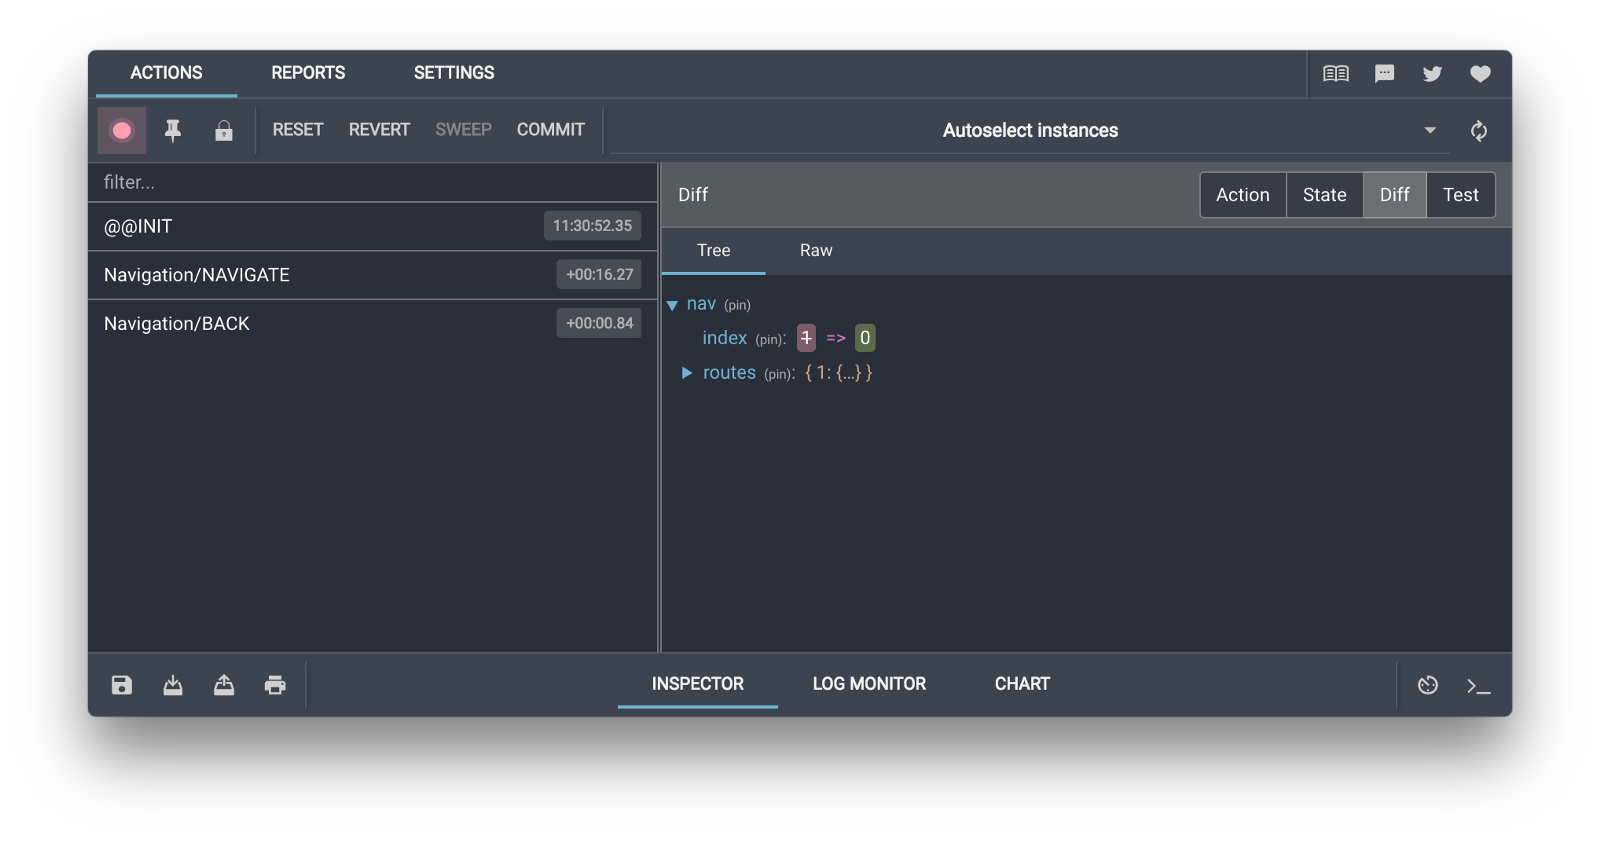 ACTIONS REPORTS SETTINGS
RESET REVERT SWEEP COMMIT Autoselect instances
filter...
@@INIT 11:30:52.35
Navigation/NAVIGATE +00:16.27
Navigation/BACK +00:00.84
Diff Action State Diff Test
Tree Raw
nav (pin)
index (pin): 1 => 0
routes (pin): { 1: {...} }
INSPECTOR LOG MONITOR CHART